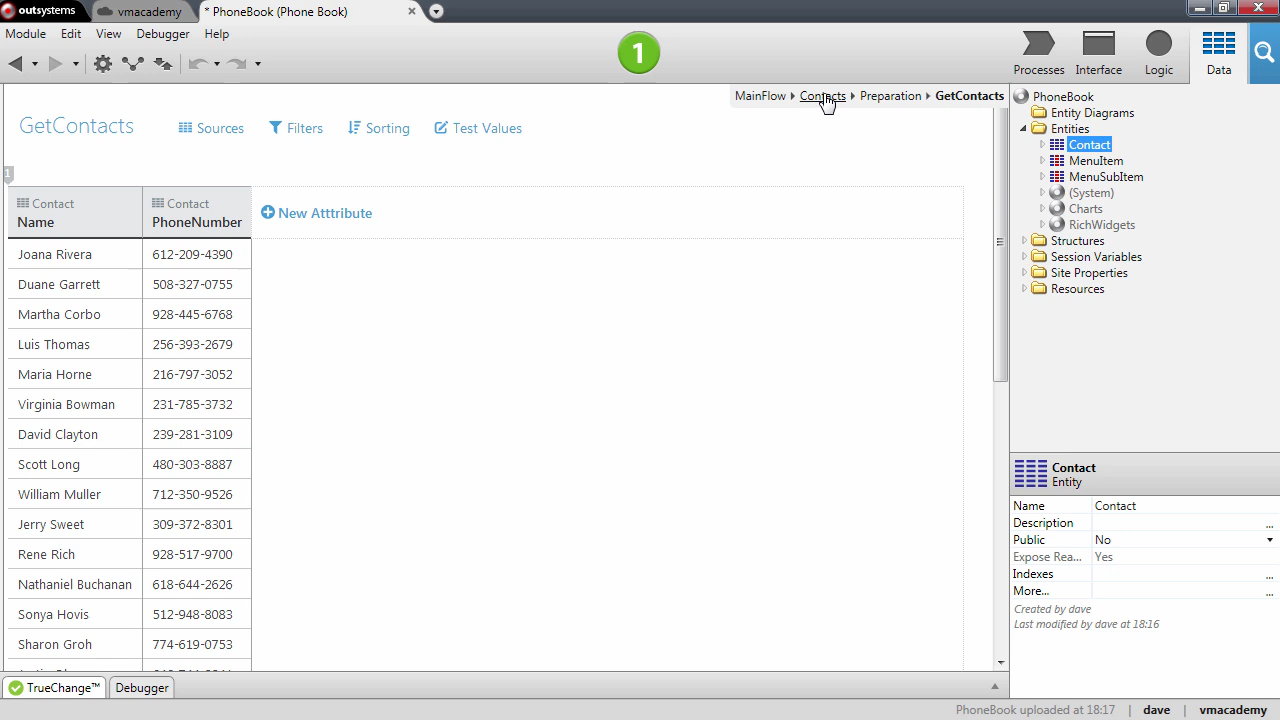 outsystems
vmacademy
* PhoneBook (Phone Book)
Module Edit View Debugger Help
1
Processes Interface Logic Data
MainFlow Contacts Preparation GetContacts
GetContacts Sources Filters Sorting Test Values
1
Contact Contact
Name PhoneNumber New Atttribute
Joana Rivera 612-209-4390
Duane Garrett 508-327-0755
Martha Corbo 928-445-6768
Luis Thomas 256-393-2679
Maria Horne 216-797-3052
Virginia Bowman 231-785-3732
David Clayton 239-281-3109
Scott Long 480-303-8887
William Muller 712-350-9526
Jerry Sweet 309-372-8301
Rene Rich 928-517-9700
Nathaniel Buchanan 618-644-2626
Sonya Hovis 512-948-8083
Sharon Groh 774-619-0753
PhoneBook
Entity Diagrams
Entities
Contact
MenuItem
MenuSubItem
(System)
Charts
RichWidgets
Structures
Session Variables
Site Properties
Resources
Contact
Entity
Name Contact
Description ...
Public No
Expose Rea... Yes
Indexes ...
More... ...
Created by dave
Last modified by dave at 18:16
TrueChange™ Debugger
PhoneBook uploaded at 18:17 | dave | vmacademy